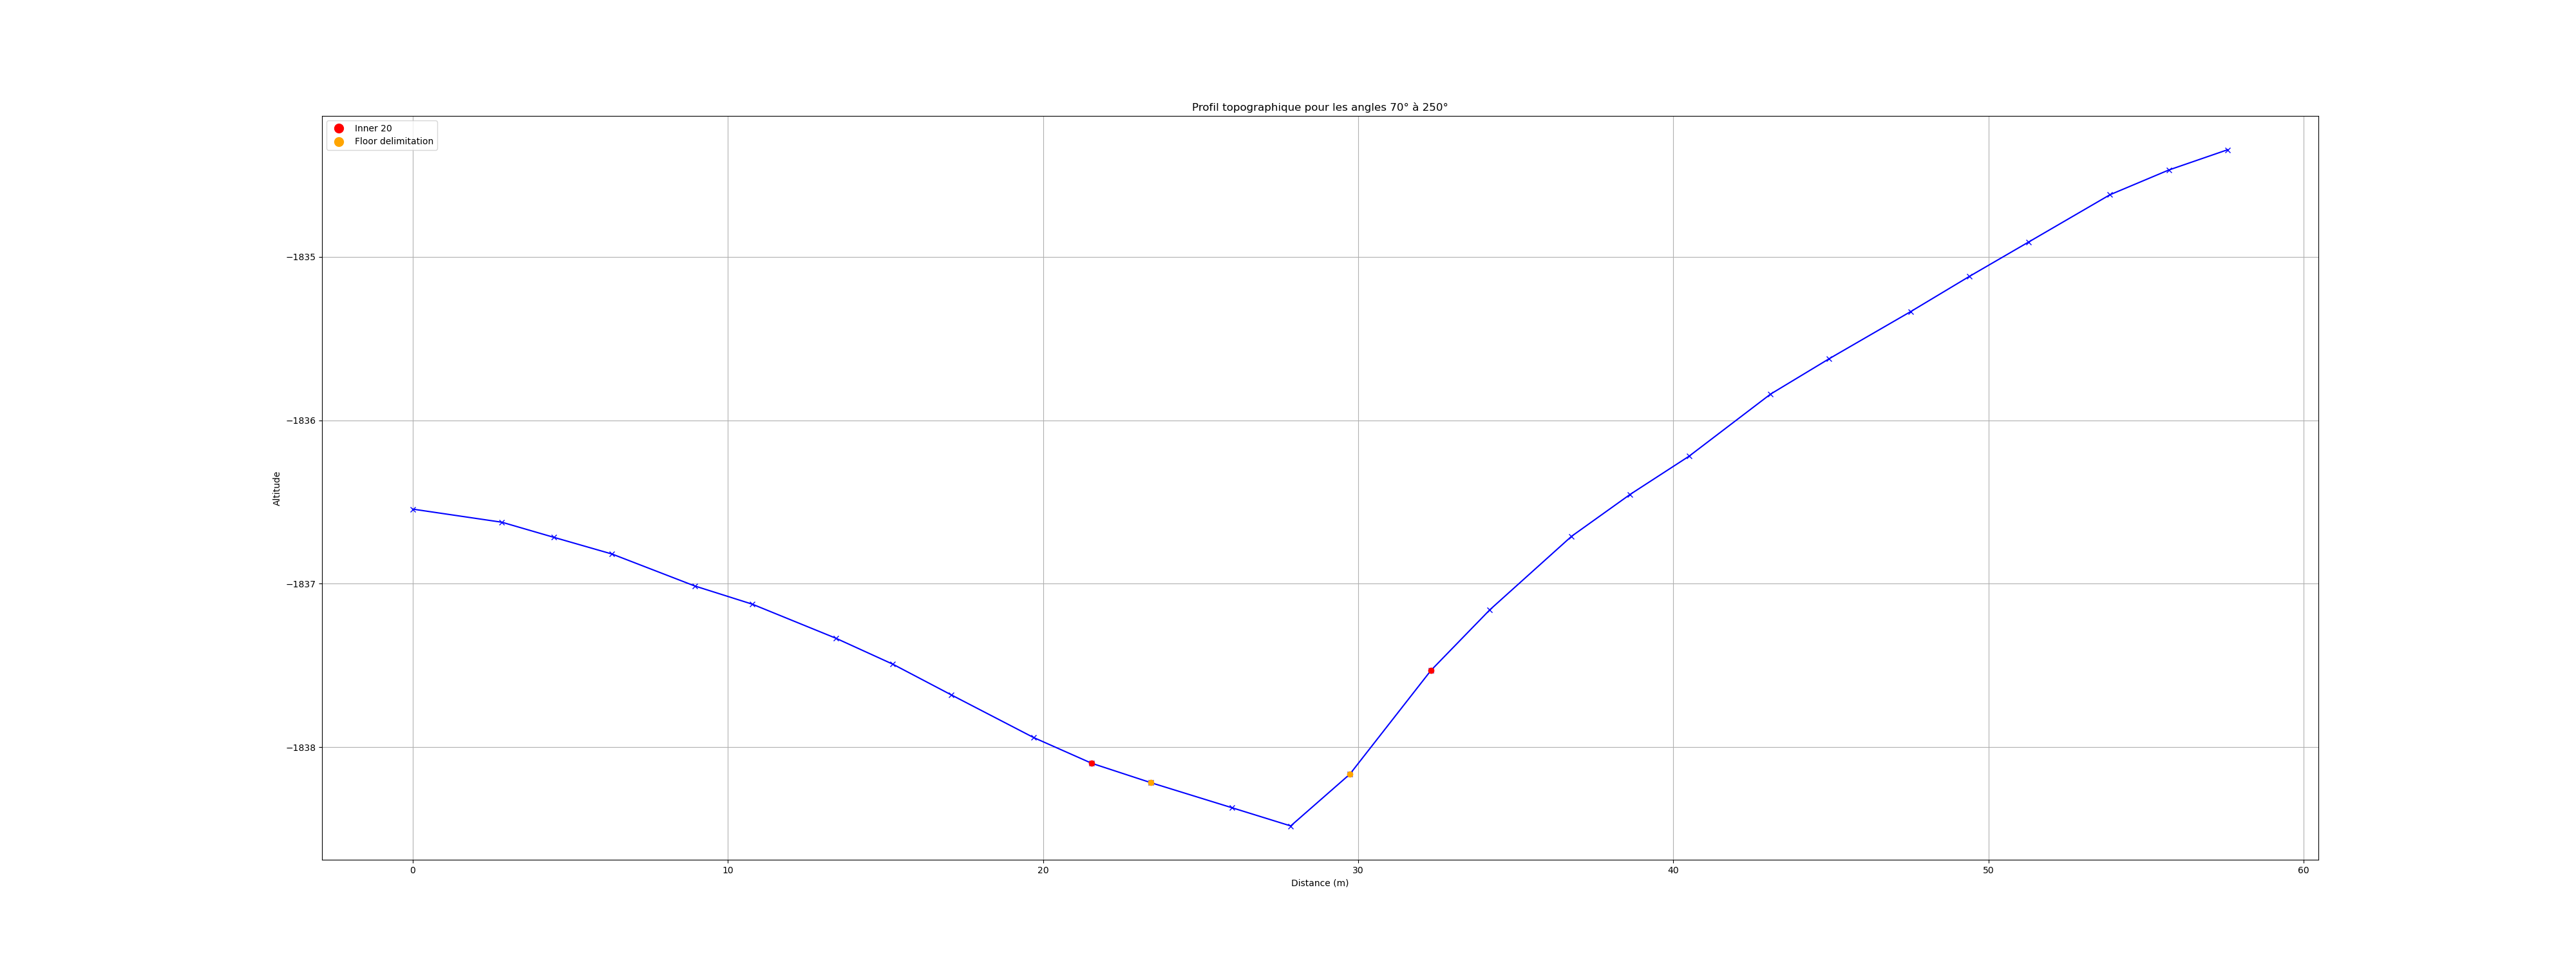 Profil topographique pour les angles 70° à 250°
Inner 20
Floor delimitation
Altitude
−1835
−1836
−1837
−1838
0 10 20 30 40 50 60
Distance (m)